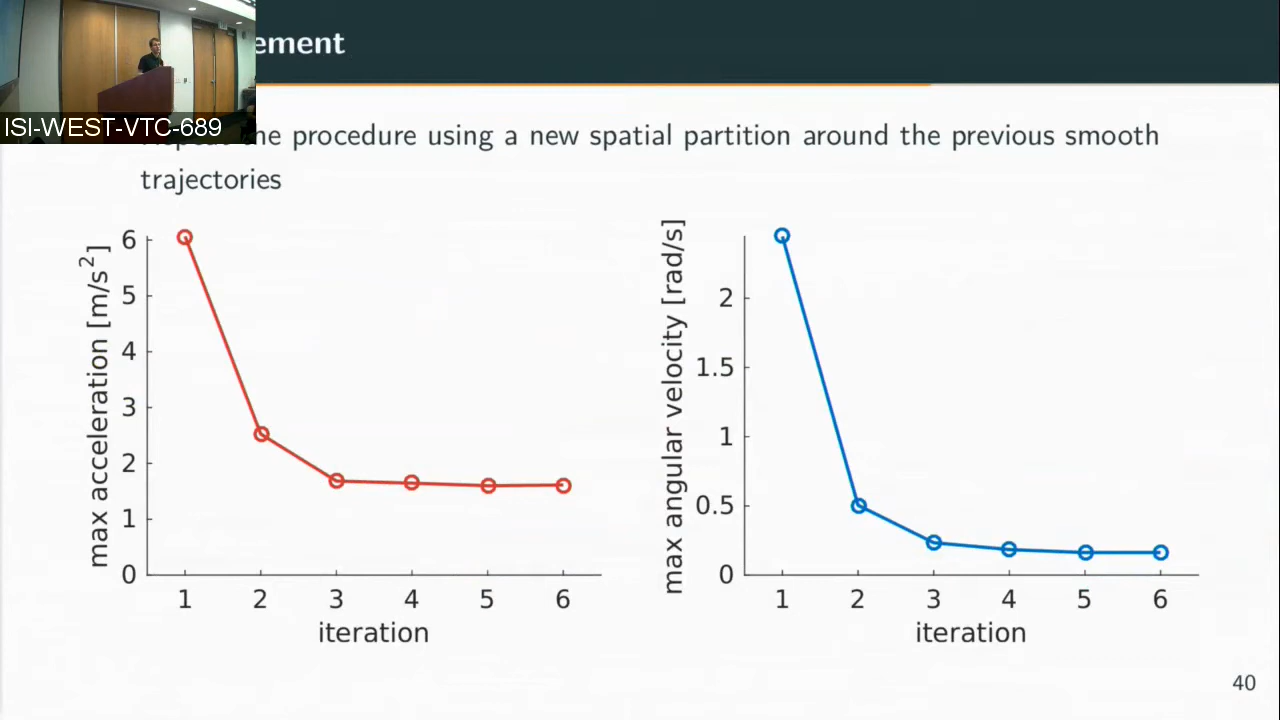 ement
ISI-WEST-VTC-689
Repeat the procedure using a new spatial partition around the previous smooth
trajectories
max acceleration [m/s²]
6
5
4
3
2
1
0
1 2 3 4 5 6
iteration
max angular velocity [rad/s]
2
1.5
1
0.5
0
1 2 3 4 5 6
iteration
40